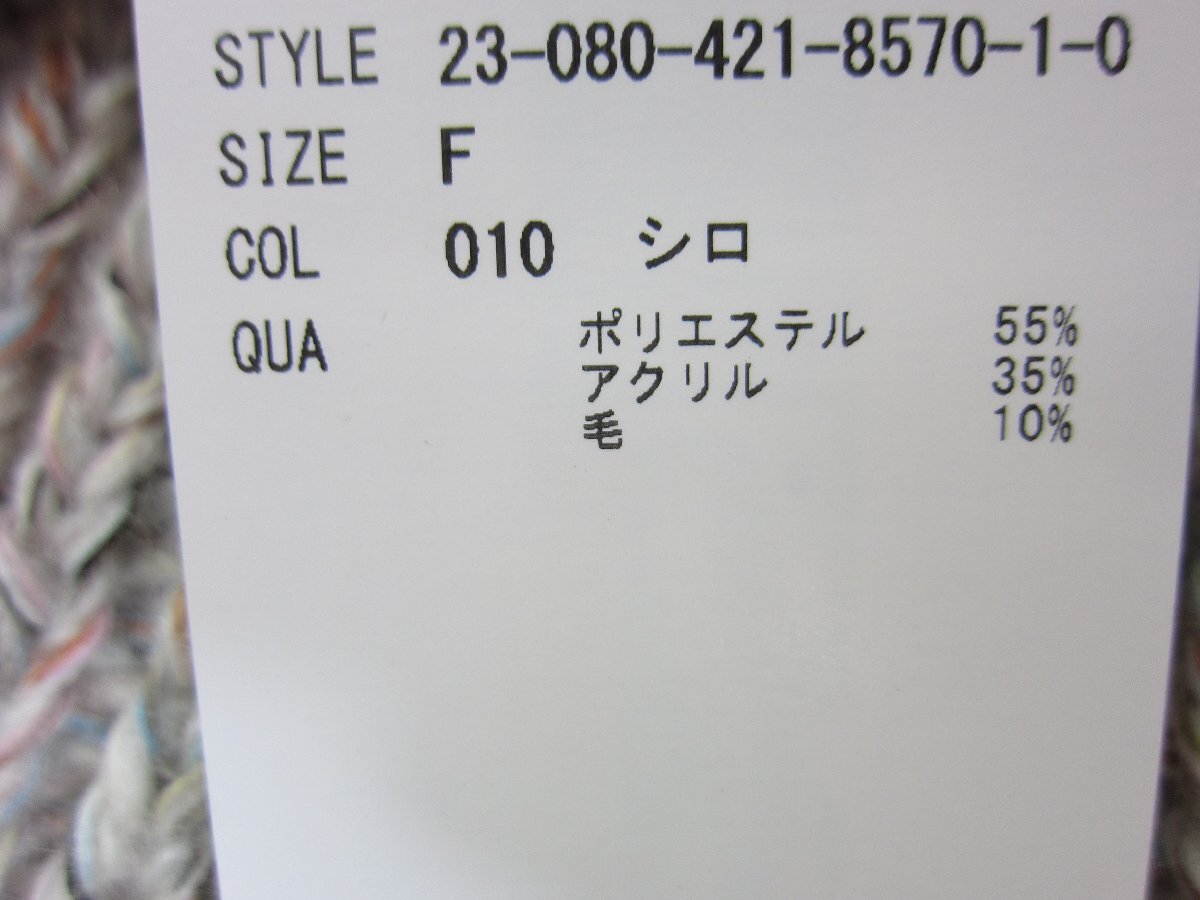 STYLE 23-080-421-8570-1-0
SIZE F
COL 010 シロ
QUA ポリエステル 55%
アクリル 35%
毛 10%